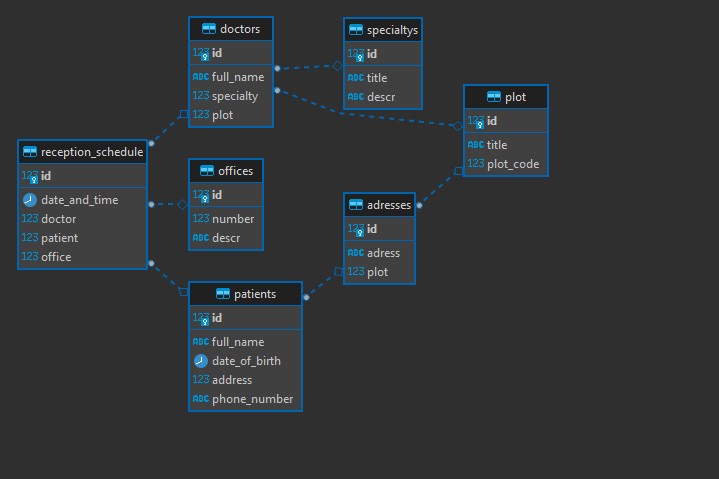 doctors
123 id
ABC full_name
123 specialty
123 plot
specialtys
123 id
ABC title
ABC descr
plot
123 id
ABC title
123 plot_code
reception_schedule
123 id
date_and_time
123 doctor
123 patient
123 office
offices
123 id
123 number
ABC descr
adresses
123 id
ABC adress
123 plot
patients
123 id
ABC full_name
date_of_birth
123 address
ABC phone_number